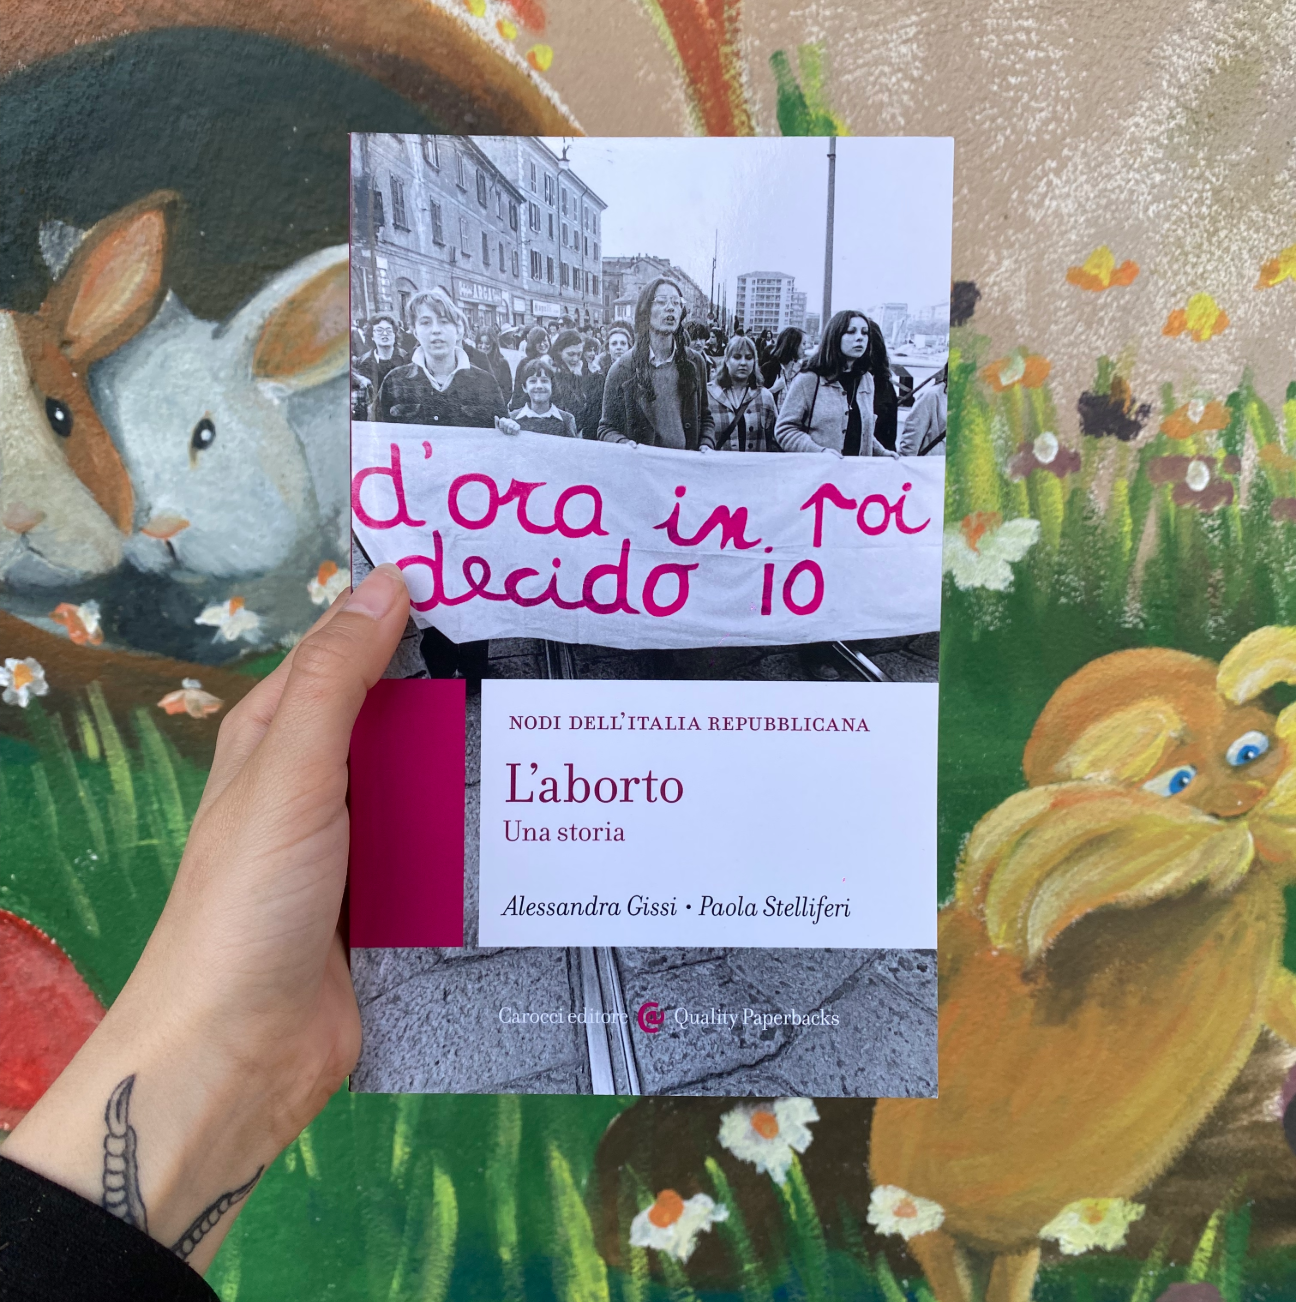 d'ora in poi
decido io
NODI DELL'ITALIA REPUBBLICANA
L'aborto
Una storia
Alessandra Gissi • Paola Stelliferi
Carocci editore @ Quality Paperbacks